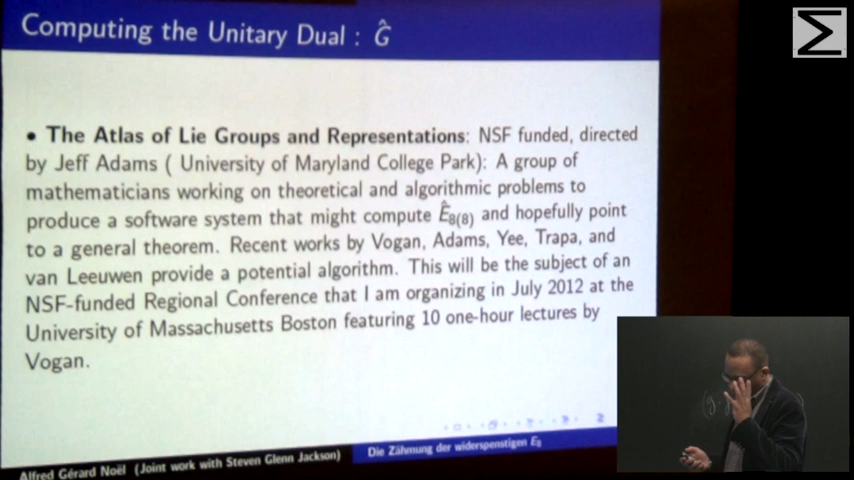 Computing the Unitary Dual : Ĝ
• The Atlas of Lie Groups and Representations: NSF funded, directed
by Jeff Adams ( University of Maryland College Park): A group of
mathematicians working on theoretical and algorithmic problems to
produce a software system that might compute Ê8(8) and hopefully point
to a general theorem. Recent works by Vogan, Adams, Yee, Trapa, and
van Leeuwen provide a potential algorithm. This will be the subject of an
NSF-funded Regional Conference that I am organizing in July 2012 at the
University of Massachusetts Boston featuring 10 one-hour lectures by
Vogan.
Alfred Gérard Noël (Joint work with Steven Glenn Jackson)
Die Zähmung der widerspenstigen E8
Σ